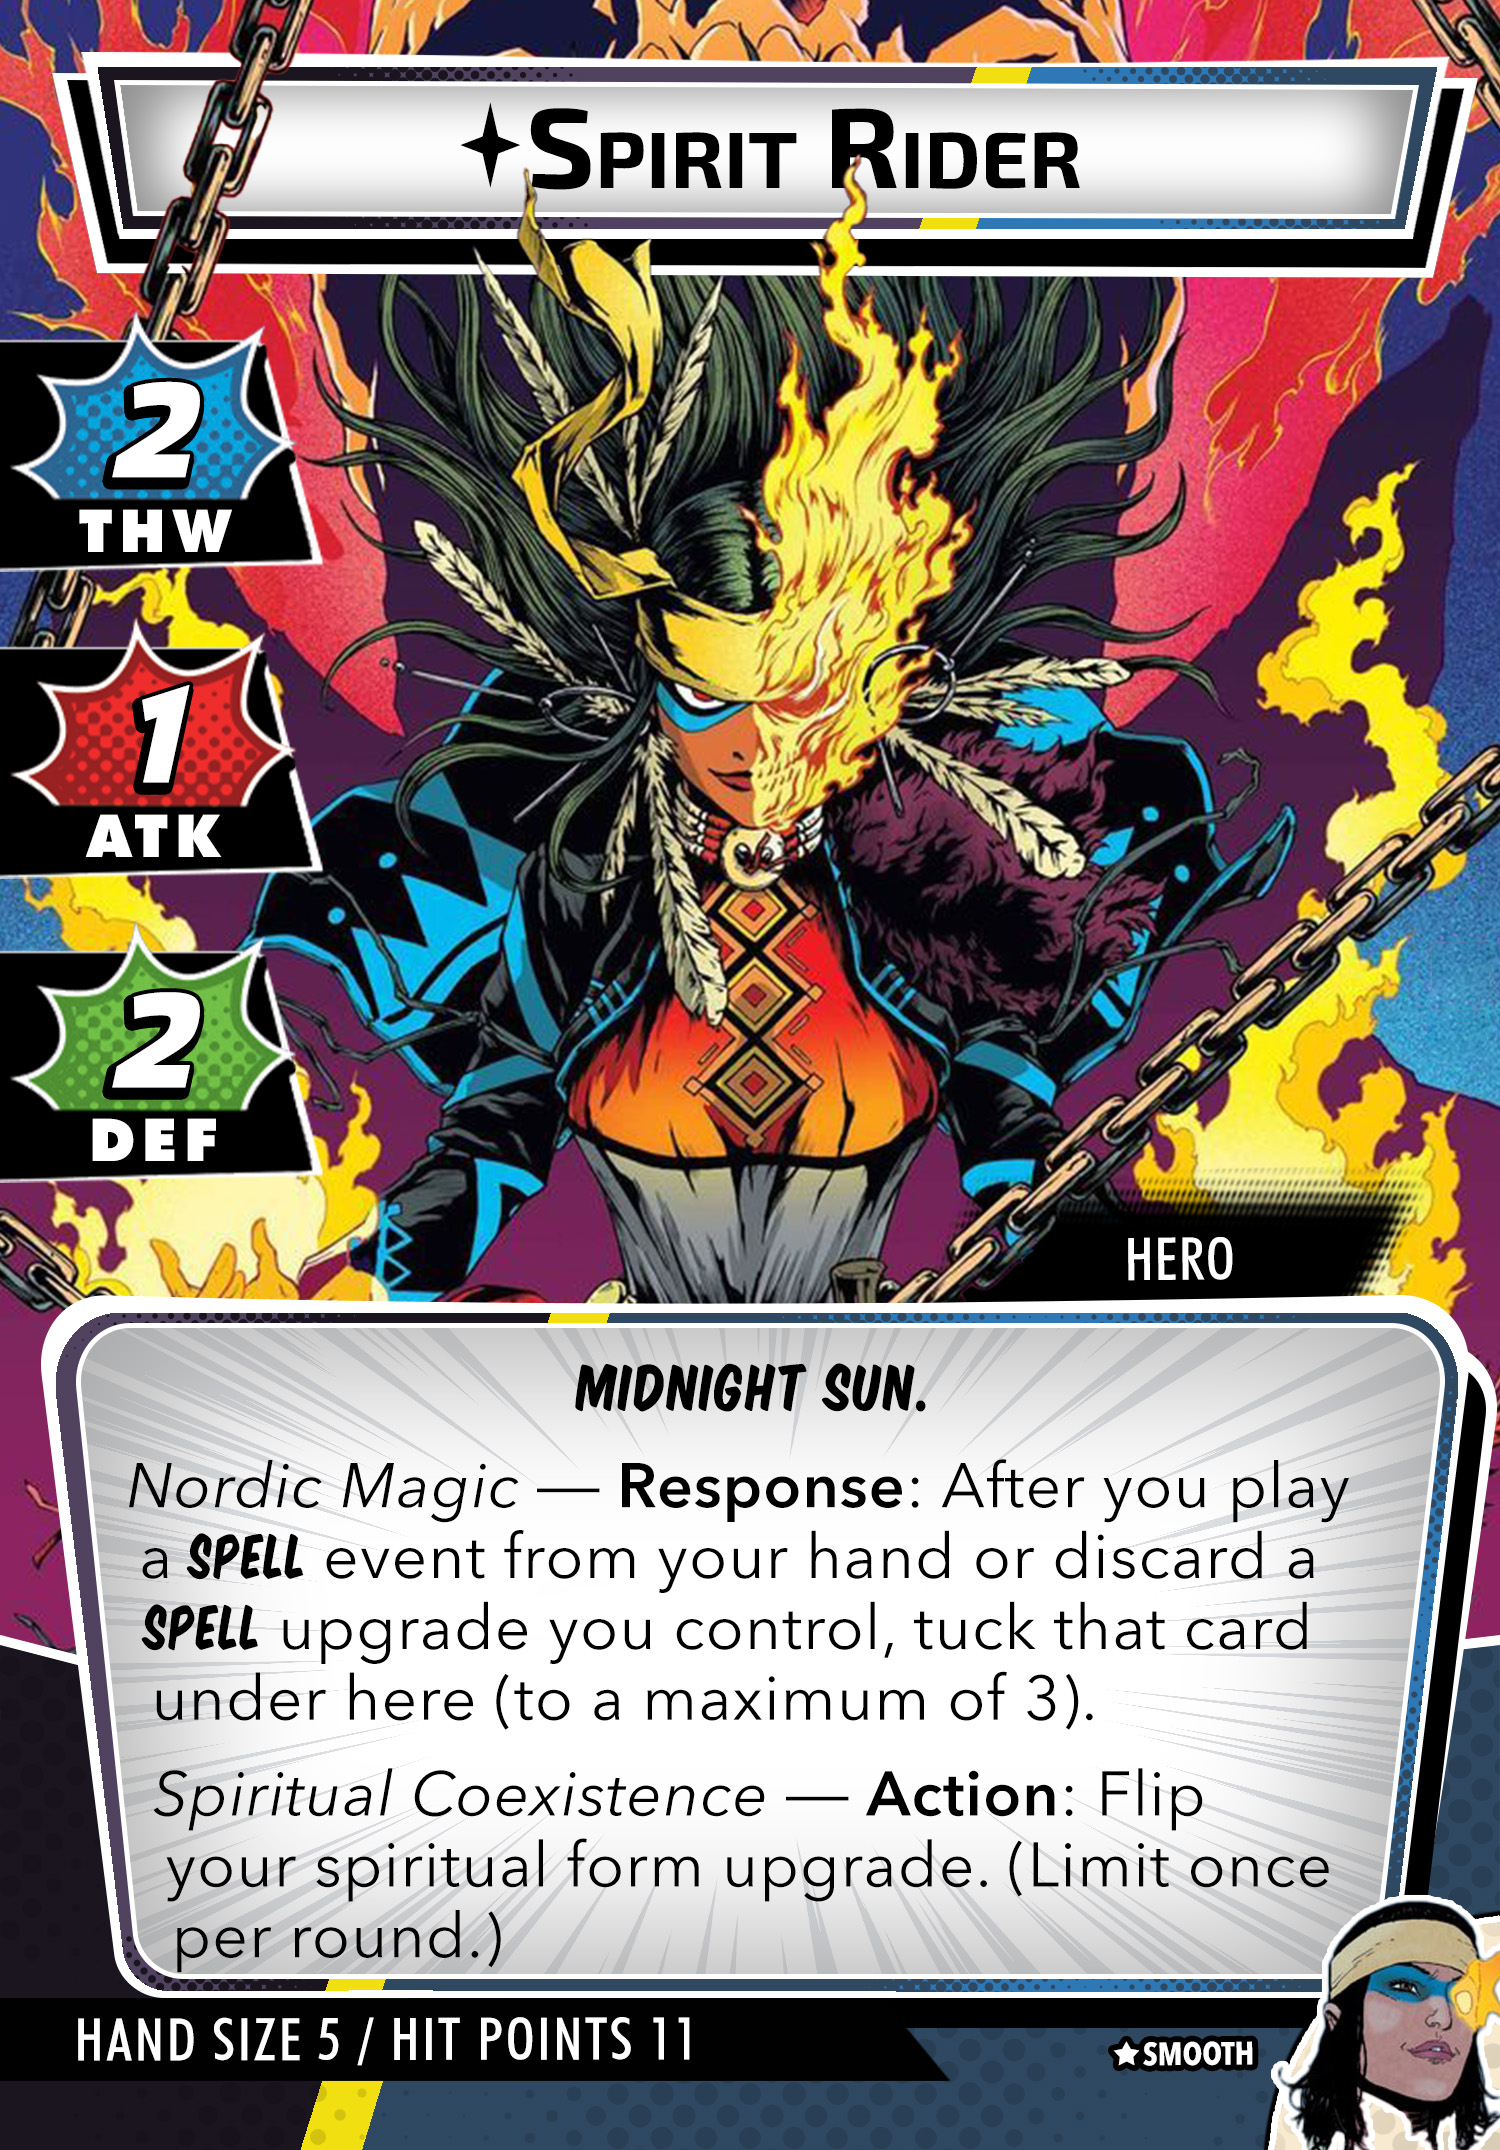 ✦Spirit Rider
2
THW
1
ATK
2
DEF
HERO
MIDNIGHT SUN.
Nordic Magic — Response: After you play
a SPELL event from your hand or discard a
SPELL upgrade you control, tuck that card
under here (to a maximum of 3).
Spiritual Coexistence — Action: Flip
your spiritual form upgrade. (Limit once
per round.)
HAND SIZE 5 / HIT POINTS 11
★SMOOTH